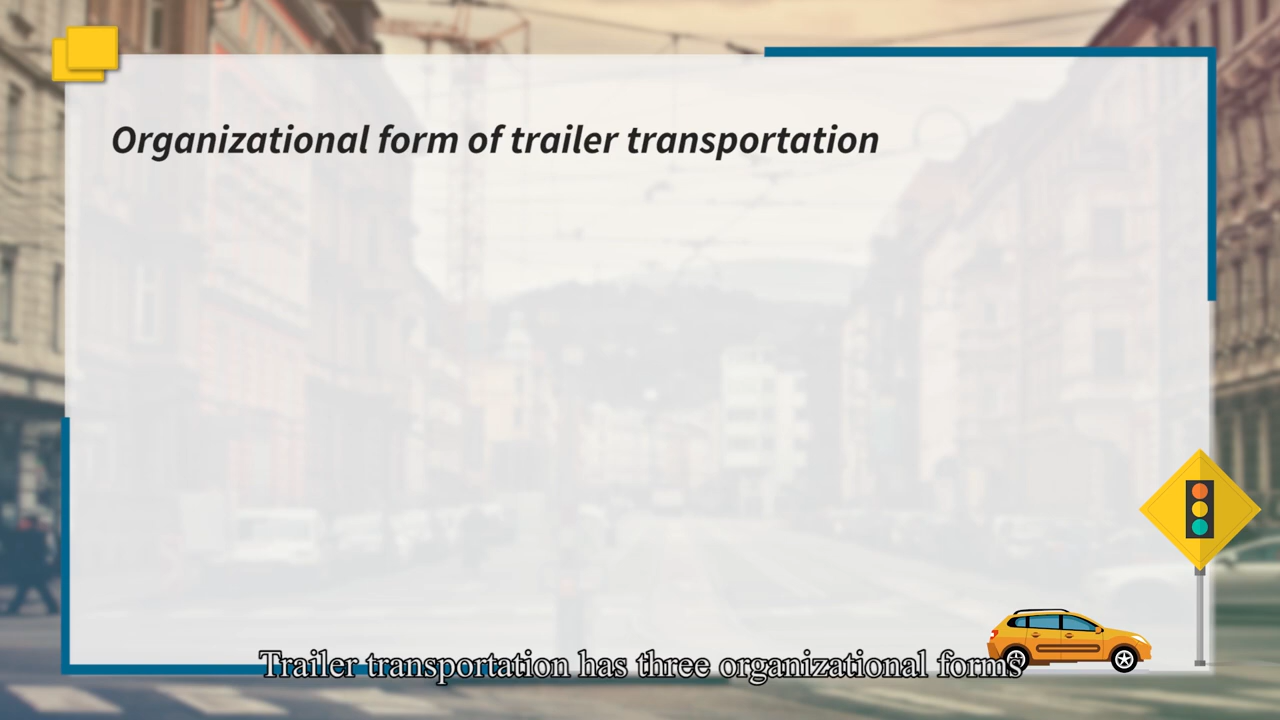 Organizational form of trailer transportation
Trailer transportation has three organizational forms